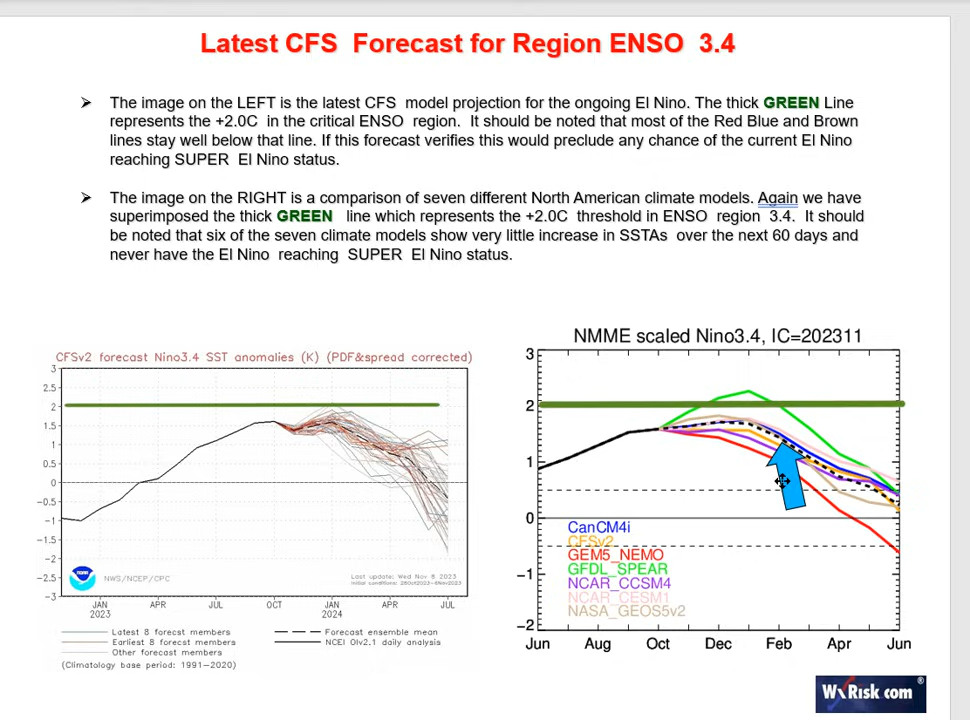 Latest CFS Forecast for Region ENSO 3.4
➤ The image on the LEFT is the latest CFS model projection for the ongoing El Nino. The thick GREEN Line
represents the +2.0C in the critical ENSO region. It should be noted that most of the Red Blue and Brown
lines stay well below that line. If this forecast verifies this would preclude any chance of the current El Nino
reaching SUPER El Nino status.
➤ The image on the RIGHT is a comparison of seven different North American climate models. Again we have
superimposed the thick GREEN line which represents the +2.0C threshold in ENSO region 3.4. It should
be noted that six of the seven climate models show very little increase in SSTAs over the next 60 days and
never have the El Nino reaching SUPER El Nino status.
CFSv2 forecast Nino3.4 SST anomalies (K) (PDF&spread corrected)
3
2.5
2
1.5
1
0.5
0
-0.5
-1
-1.5
-2
-2.5
-3
NWS/NCEP/CPC
Last update: Wed Nov 8 2023
Initial conditions: 28Oct2023-6Nov2023
JAN APR JUL OCT JAN APR JUL
2023 2024
Latest 8 forecst members
Earliest 8 forecst members
Other forecast members
Forecast ensemble mean
NCEI OIv2.1 daily analysis
(Climatology base period: 1991-2020)
NMME scaled Nino3.4, IC=202311
3
2
1
0
-1
-2
CanCM4i
CFSv2
GEM5_NEMO
GFDL_SPEAR
NCAR_CCSM4
NCAR_CESM1
NASA_GEOS5v2
Jun Aug Oct Dec Feb Apr Jun
WxRisk com ®